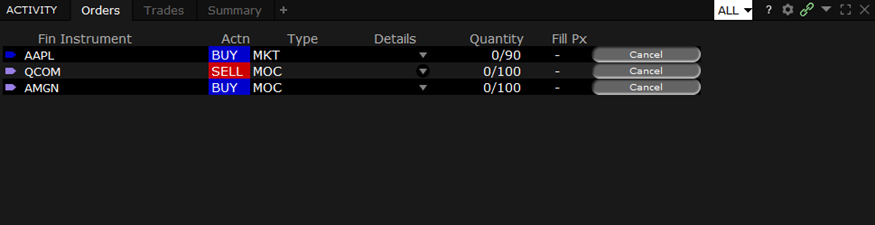 ACTIVITY Orders Trades Summary + ALL ?
Fin Instrument Actn Type Details Quantity Fill Px
AAPL BUY MKT 0/90 - Cancel
QCOM SELL MOC 0/100 - Cancel
AMGN BUY MOC 0/100 - Cancel